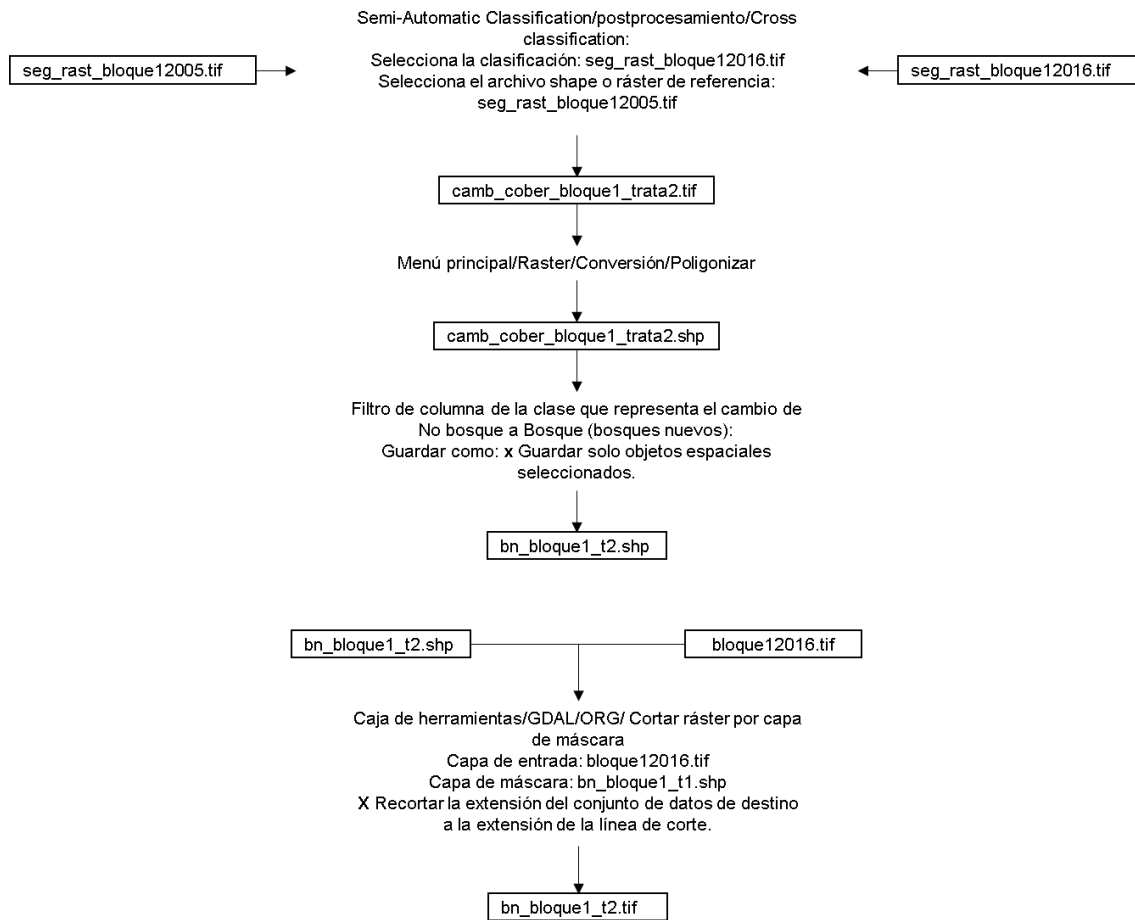 Semi-Automatic Classification/postprocesamiento/Cross
classification:
Selecciona la clasificación: seg_rast_bloque12016.tif
Selecciona el archivo shape o ráster de referencia:
seg_rast_bloque12005.tif
seg_rast_bloque12005.tif
seg_rast_bloque12016.tif
camb_cober_bloque1_trata2.tif
Menú principal/Raster/Conversión/Poligonizar
camb_cober_bloque1_trata2.shp
Filtro de columna de la clase que representa el cambio de
No bosque a Bosque (bosques nuevos):
Guardar como: x Guardar solo objetos espaciales
seleccionados.
bn_bloque1_t2.shp
bn_bloque1_t2.shp
bloque12016.tif
Caja de herramientas/GDAL/ORG/ Cortar ráster por capa
de máscara
Capa de entrada: bloque12016.tif
Capa de máscara: bn_bloque1_t1.shp
X Recortar la extensión del conjunto de datos de destino
a la extensión de la línea de corte.
bn_bloque1_t2.tif